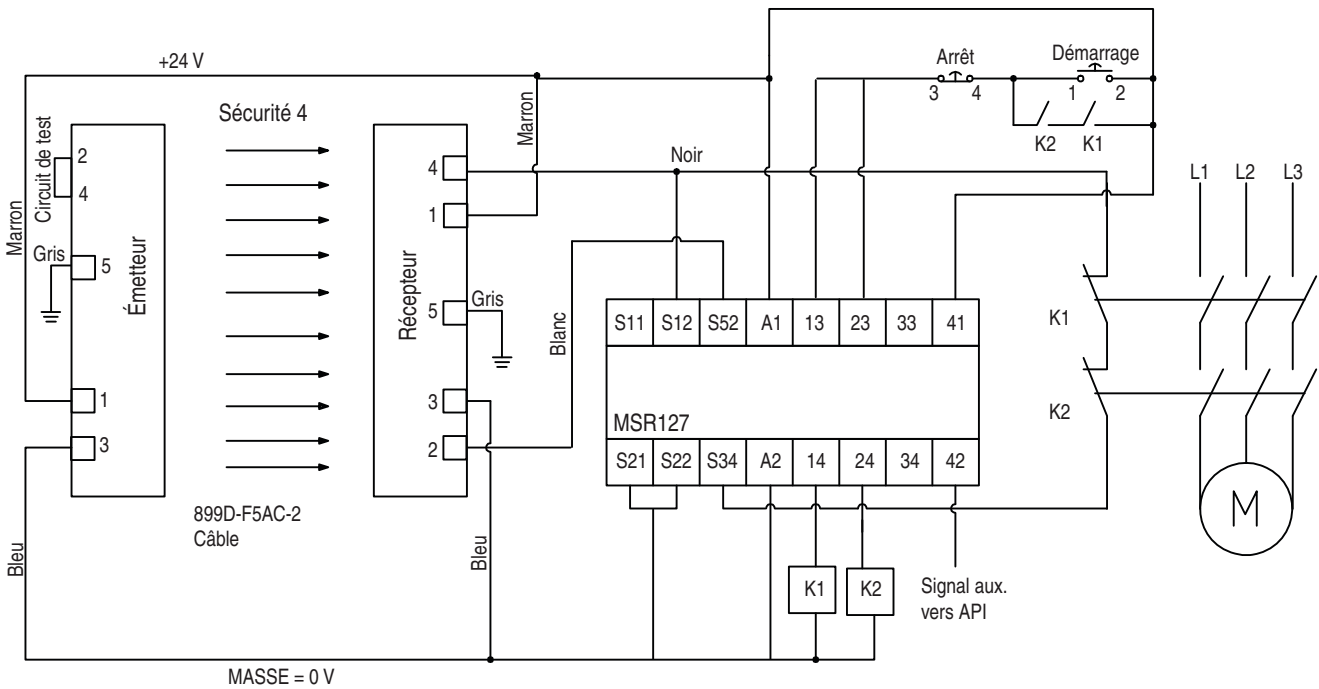 +24 V
Arrêt
Démarrage
3 4
1 2
K2 K1
Sécurité 4
Marron
Noir
L1 L2 L3
Circuit de test
2
4
4
1
Marron
Gris
5
Émetteur
Récepteur
5
Gris
Blanc
S11 S12 S52 A1 13 23 33 41
K1
MSR127
K2
1
3
3
2
S21 S22 S34 A2 14 24 34 42
M
899D-F5AC-2
Câble
Bleu
Bleu
K1
K2
Signal aux.
vers API
MASSE = 0 V